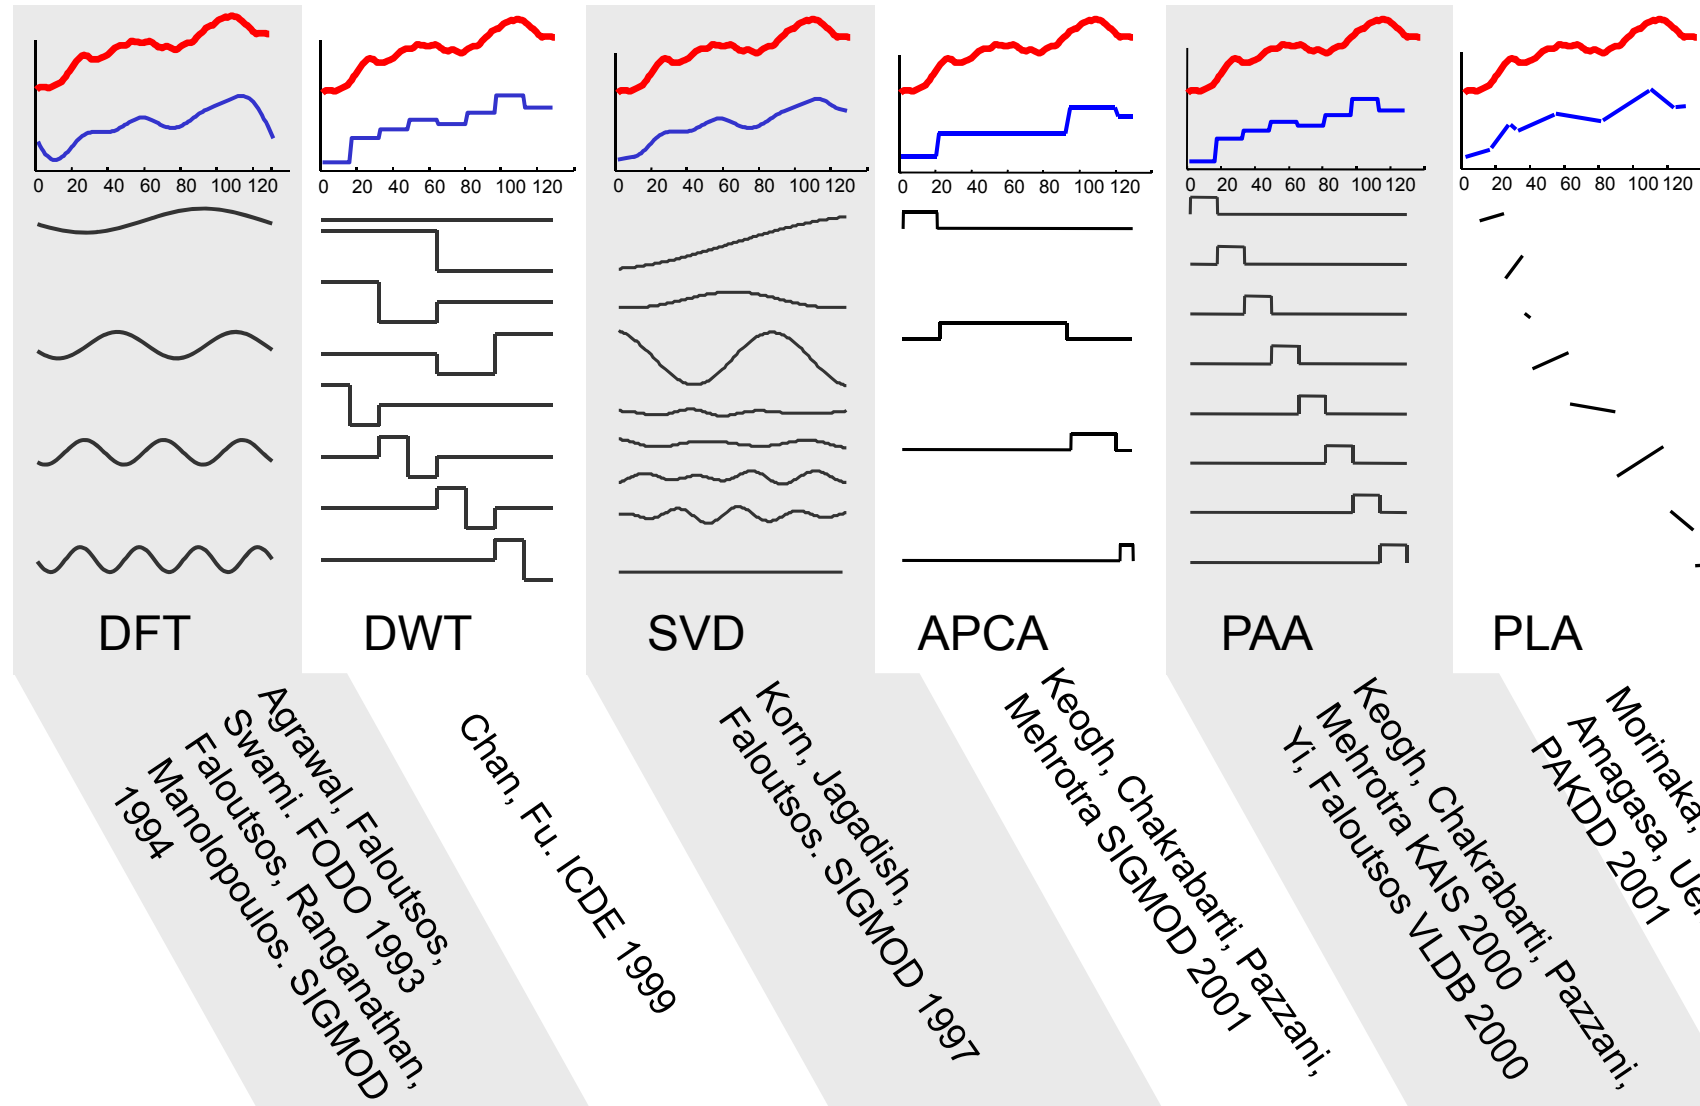 0 20 40 60 80 100 120
0 20 40 60 80 100 120
0 20 40 60 80 100 120
0 20 40 60 80 100 120
0 20 40 60 80 100 120
0 20 40 60 80 100 120
DFT
DWT
SVD
APCA
PAA
PLA
Agrawal, Faloutsos,
Swami. FODO 1993
Faloutsos, Ranganathan,
Manolopoulos. SIGMOD
1994
Chan, Fu. ICDE 1999
Korn, Jagadish,
Faloutsos. SIGMOD 1997
Keogh, Chakrabarti, Pazzani,
Mehrotra SIGMOD 2001
Keogh, Chakrabarti, Pazzani,
Mehrotra KAIS 2000
Yi, Faloutsos VLDB 2000
Morinaka,
Amagasa,
PAKDD 2001